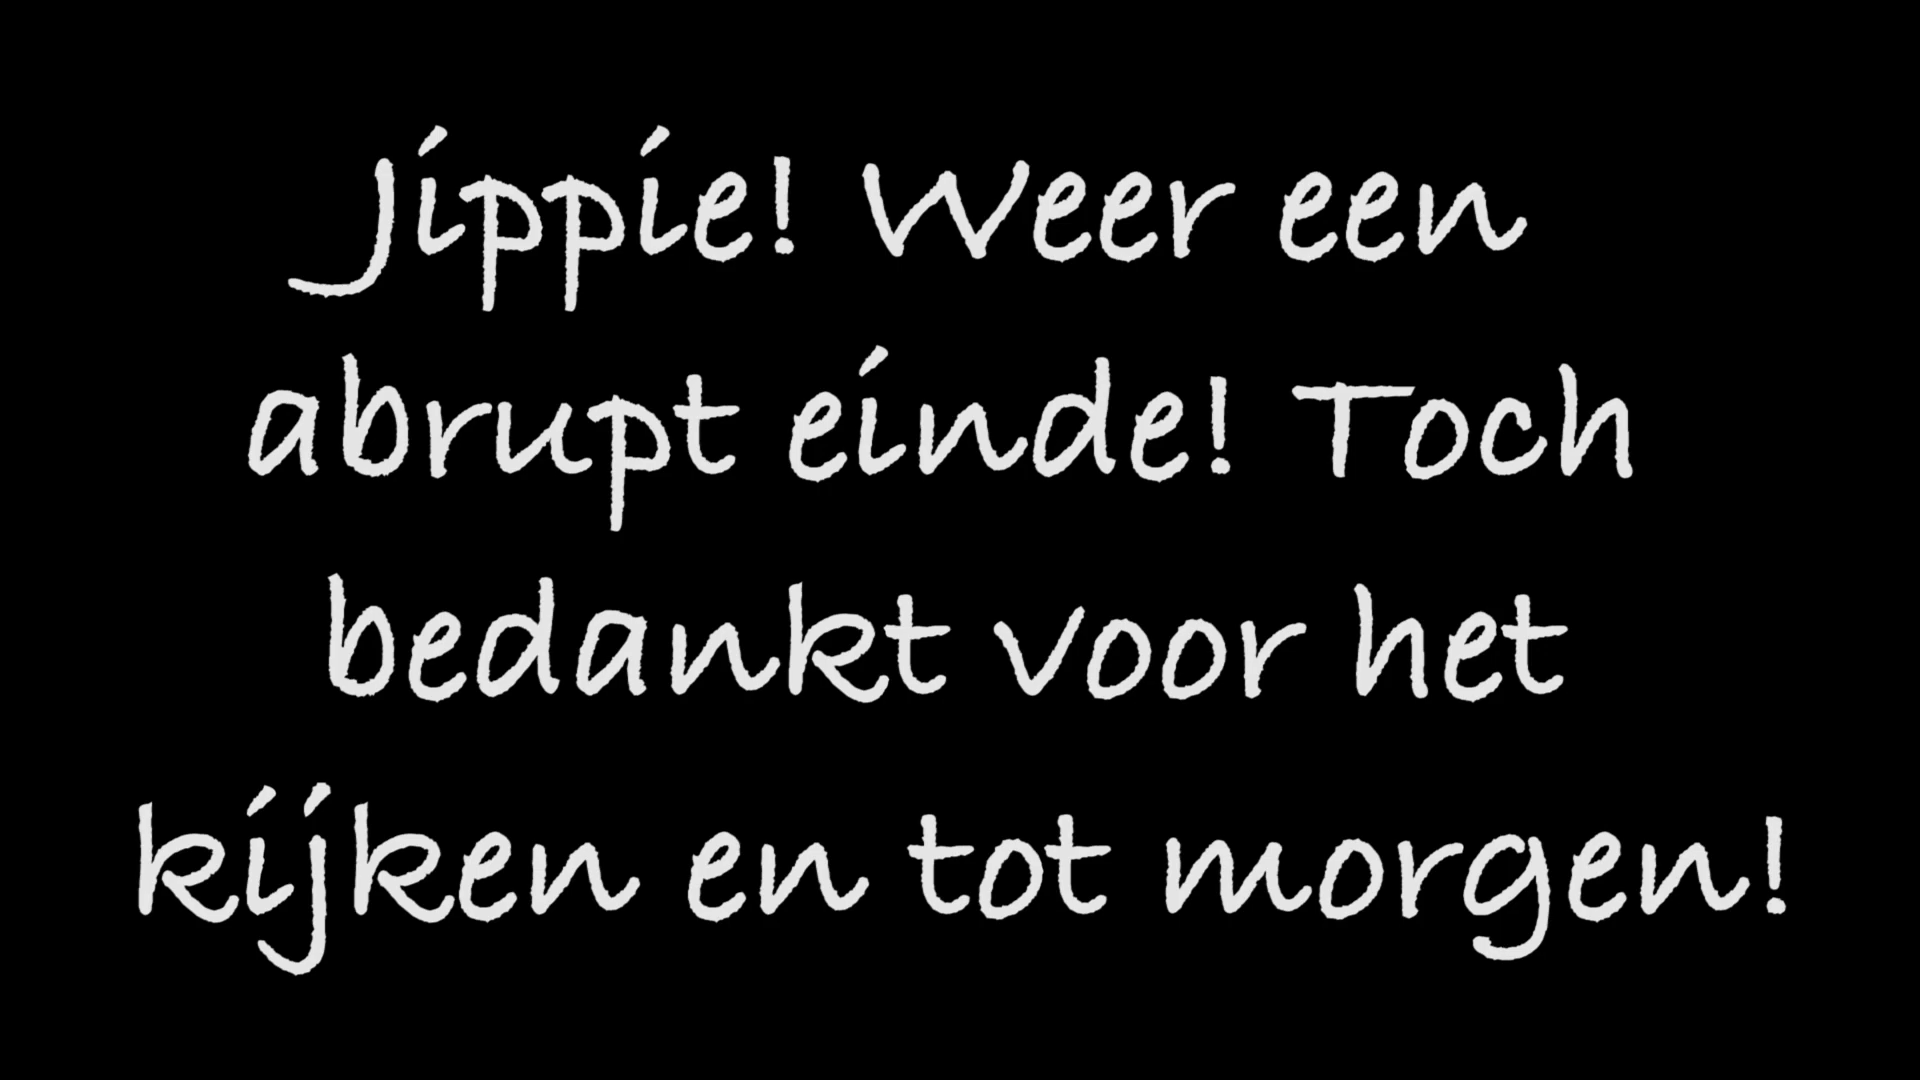 Jippie! Weer een
abrupt einde! Toch
bedankt voor het
kijken en tot morgen!